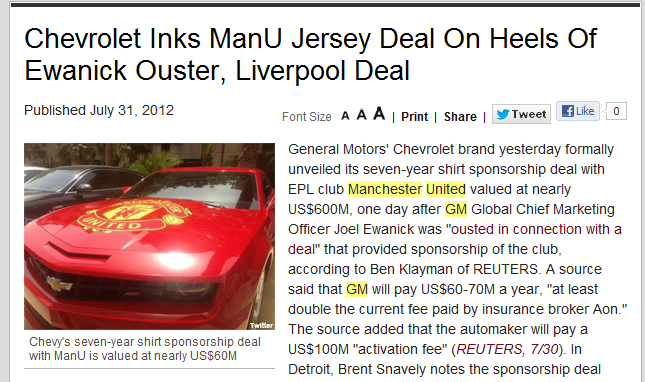 Chevrolet Inks ManU Jersey Deal On Heels Of
Ewanick Ouster, Liverpool Deal
Published July 31, 2012
Font Size A A A | Print | Share | Tweet Like 0
MANCHESTER
UNITED
Twitter
Chevy's seven-year shirt sponsorship deal
with ManU is valued at nearly US$60M
General Motors' Chevrolet brand yesterday formally
unveiled its seven-year shirt sponsorship deal with
EPL club Manchester United valued at nearly
US$600M, one day after GM Global Chief Marketing
Officer Joel Ewanick was "ousted in connection with a
deal" that provided sponsorship of the club,
according to Ben Klayman of REUTERS. A source
said that GM will pay US$60-70M a year, "at least
double the current fee paid by insurance broker Aon."
The source added that the automaker will pay a
US$100M "activation fee" (REUTERS, 7/30). In
Detroit, Brent Snavely notes the sponsorship deal